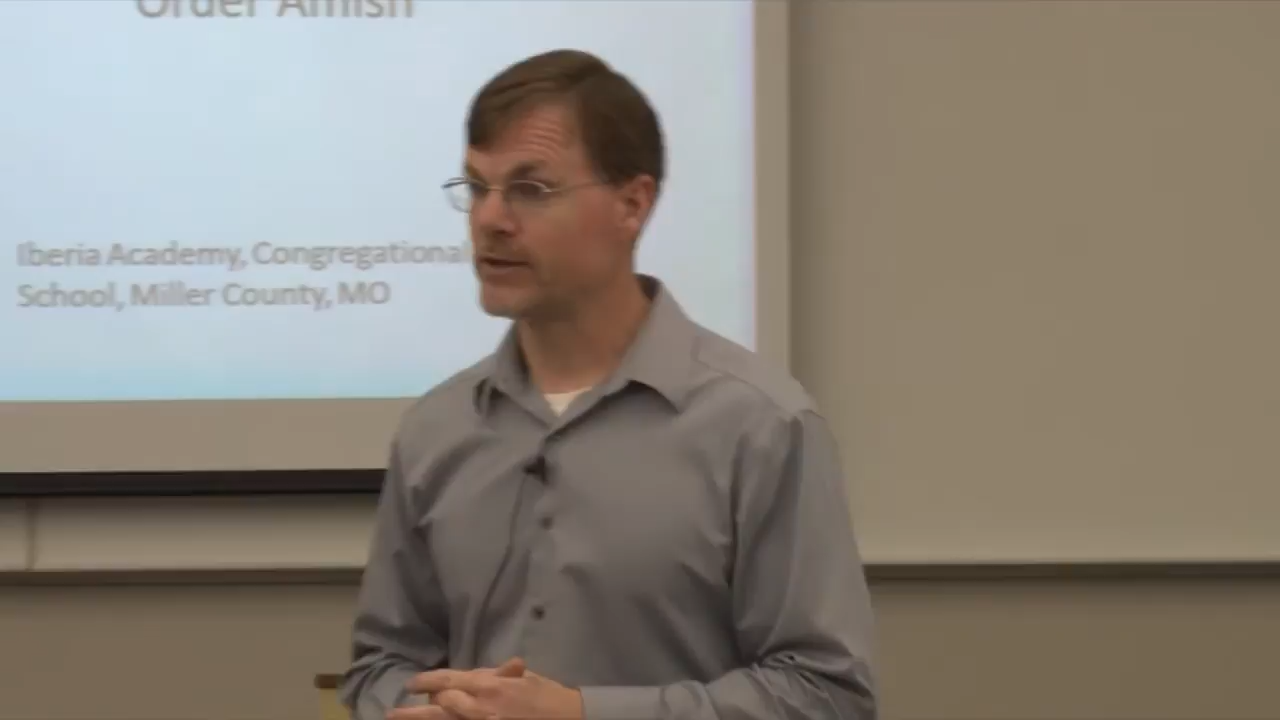 Order Amish
Iberia Academy, Congregational
School, Miller County, MO